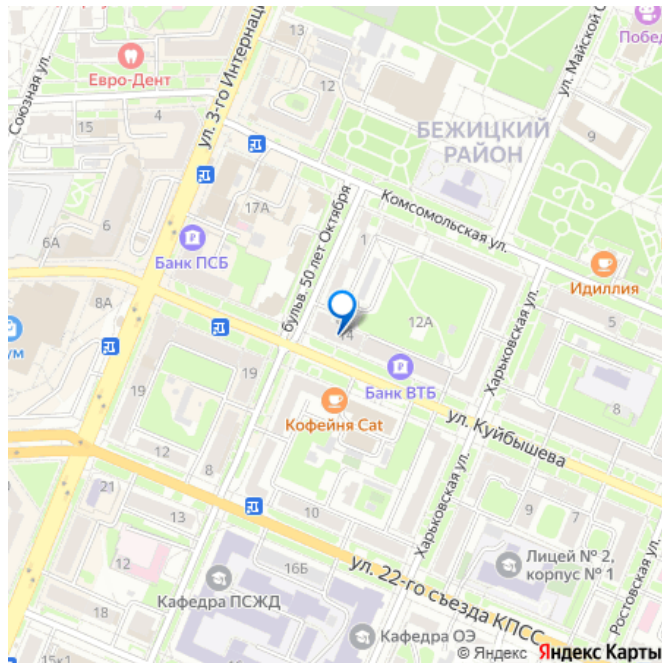 13
Побед
Евро-Дент
ул. 3-го Интернаци
Союзная ул.
12
ул. Майской С
15
4
БЕЖИЦКИЙ
РАЙОН
9
17А
Комсомольская ул.
бульв. 50 лет Октября
6
6А
1
Банк ПСБ
Идиллия
8А
12А
5
ум
14
Харьковская ул.
19
19
Банк ВТБ
Кофейня Cat
8
ул. Куйбышева
12
8
Харьковская ул.
21
13
10
9
7
12
16Б
ул. 22-го съезда КПСС
Лицей № 2,
корпус № 1
Кафедра ПСЖД
18
Ростовская ул.
Кафедра ОЭ
15к1
© Яндекс Яндекс Карты